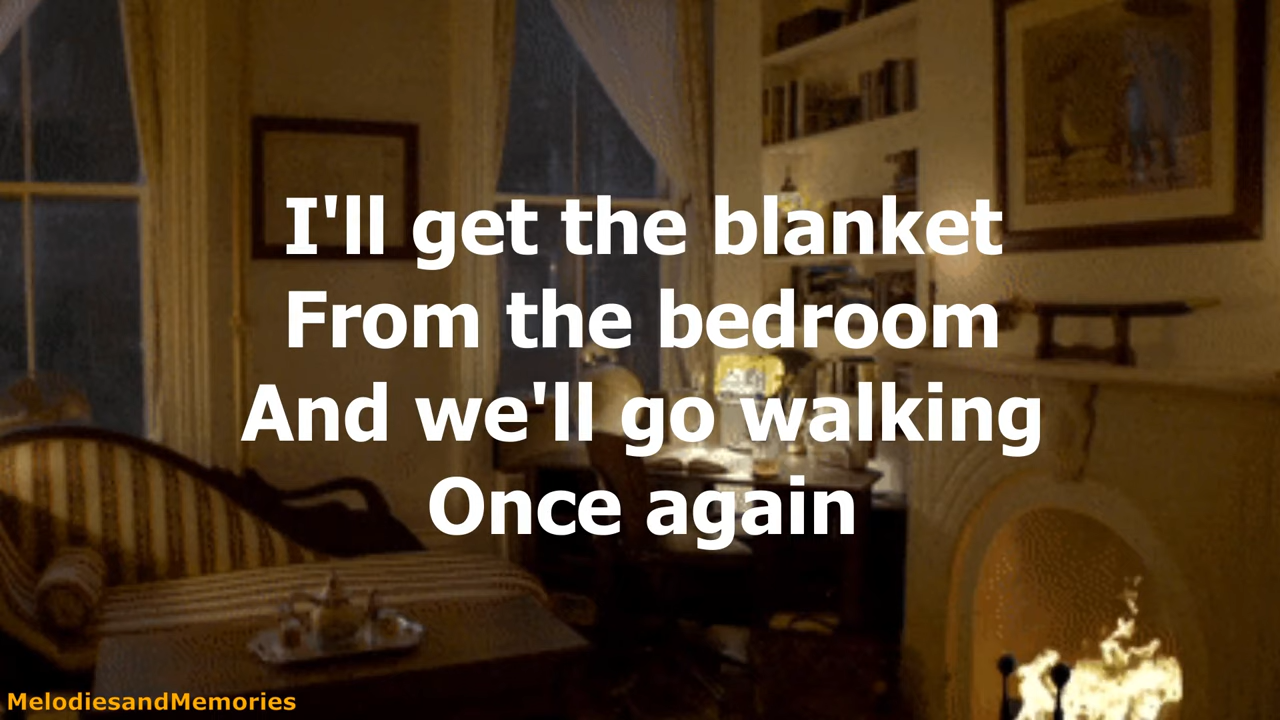 I'll get the blanket
From the bedroom
And we'll go walking
Once again
MelodiesandMemories